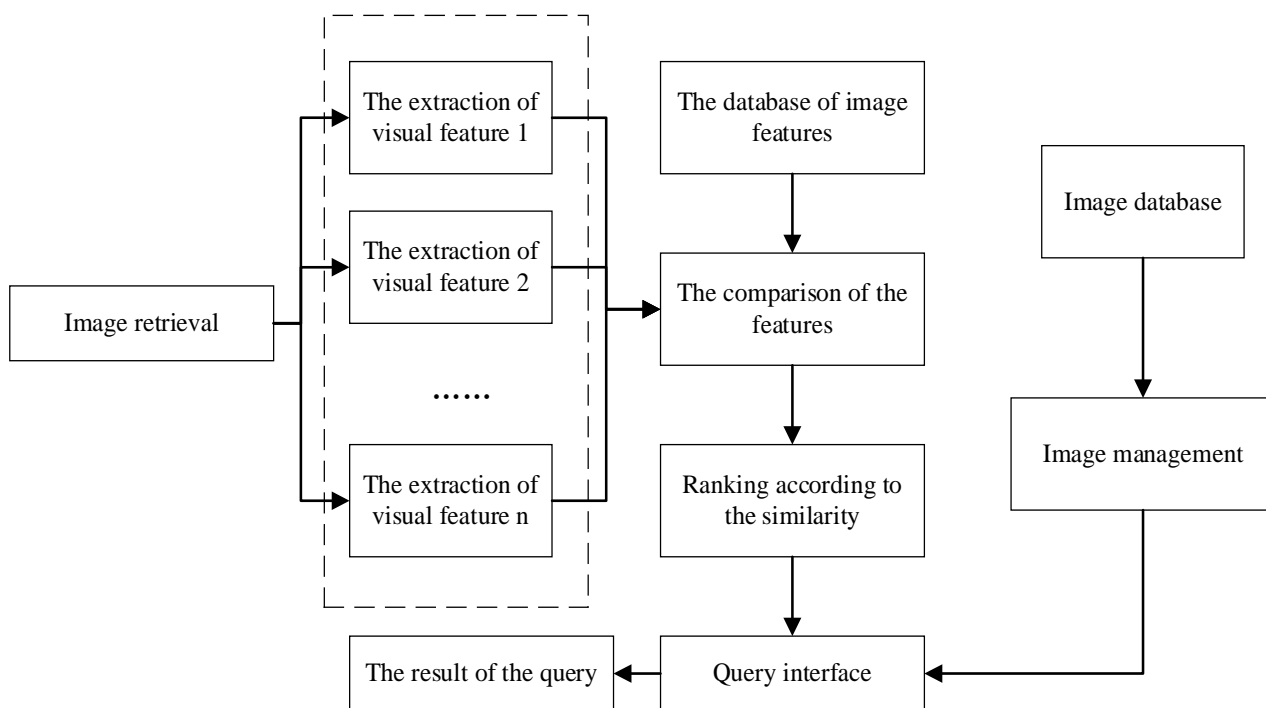 Image retrieval
The extraction of
visual feature 1
The extraction of
visual feature 2
......
The extraction of
visual feature n
The database of image
features
The comparison of the
features
Ranking according to
the similarity
Query interface
The result of the query
Image database
Image management